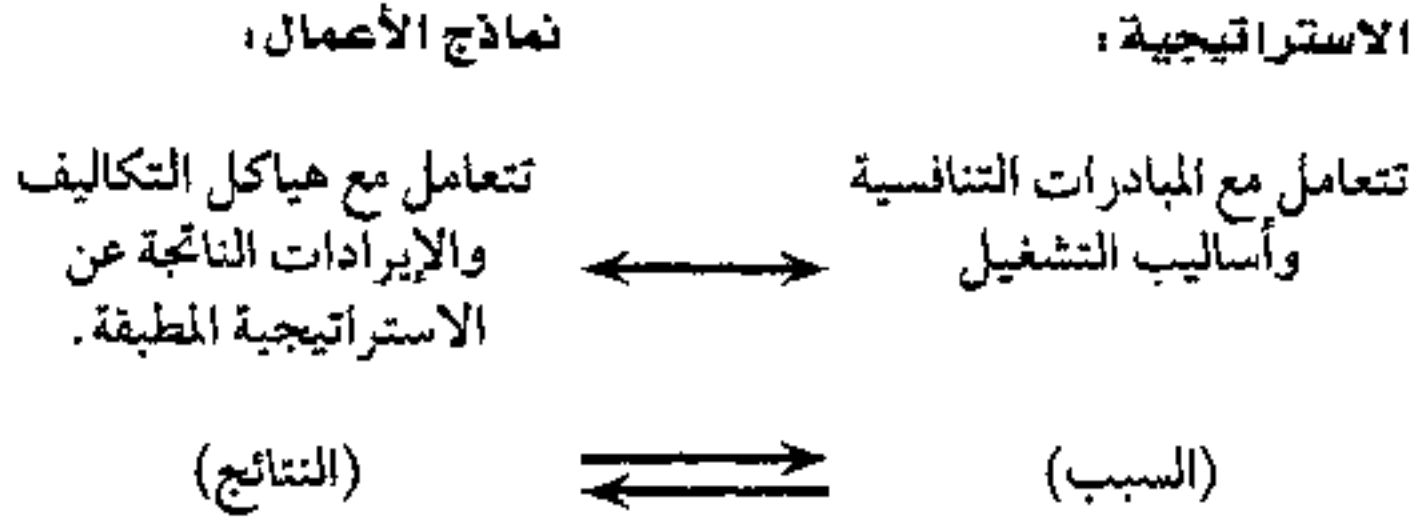 الاستراتيجية:
نماذج الأعمال:
تتعامل مع المبادرات التنافسية
وأساليب التشغيل
تتعامل مع هياكل التكاليف
والإيرادات الناتجة عن
الاستراتيجية المطبقة.
(السبب)
(النتائج)